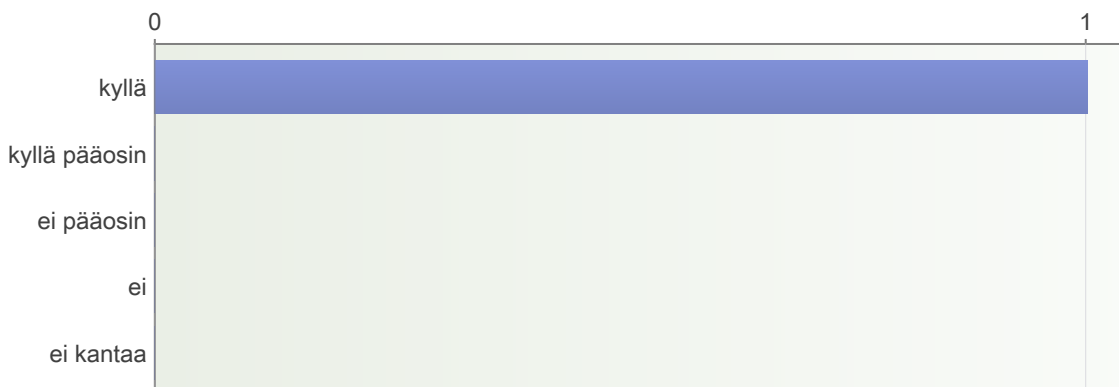 0 1
kyllä
kyllä pääosin
ei pääosin
ei
ei kantaa